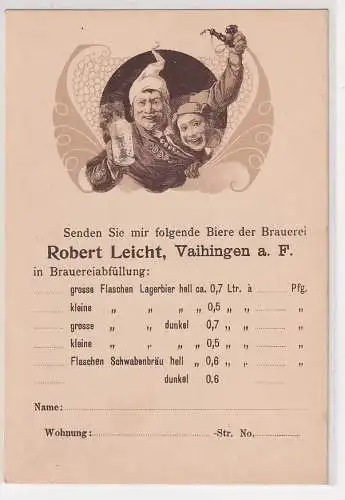 Senden Sie mir folgende Biere der Brauerei
Robert Leicht, Vaihingen a. F.
in Brauereiabfüllung:
grosse Flaschen Lagerbier hell ca. 0,7 Ltr. à Pfg.
kleine „ „ „ „ 0,5 „ „ „
grosse „ „ dunkel 0,7 „ „ „
kleine „ „ „ 0,5 „ „ „
Flaschen Schwabenbräu hell „ 0,6 „ „ „
dunkel 0.6 „
Name:
Wohnung: -Str. No.